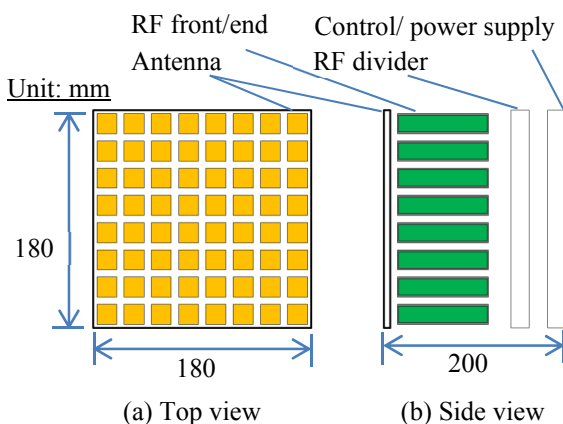 RF front/end
Control/ power supply
Antenna
RF divider
Unit: mm
180
180
200
(a) Top view
(b) Side view